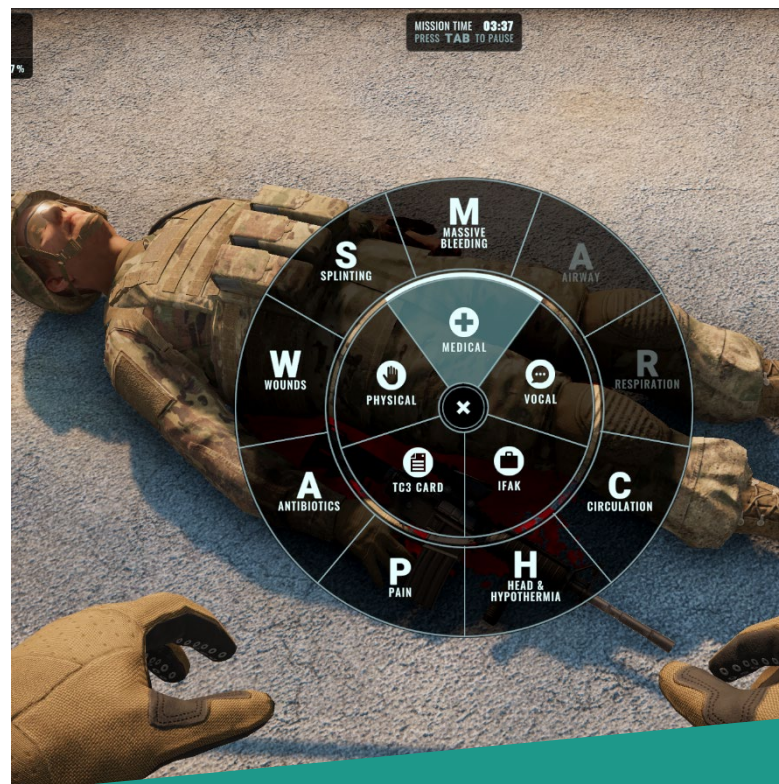 MISSION TIME 03:37
PRESS TAB TO PAUSE
7%
M
MASSIVE
BLEEDING
A
AIRWAY
R
RESPIRATION
C
CIRCULATION
H
HEAD &
HYPOTHERMIA
P
PAIN
A
ANTIBIOTICS
W
WOUNDS
S
SPLINTING
MEDICAL
VOCAL
IFAK
TC3 CARD
PHYSICAL